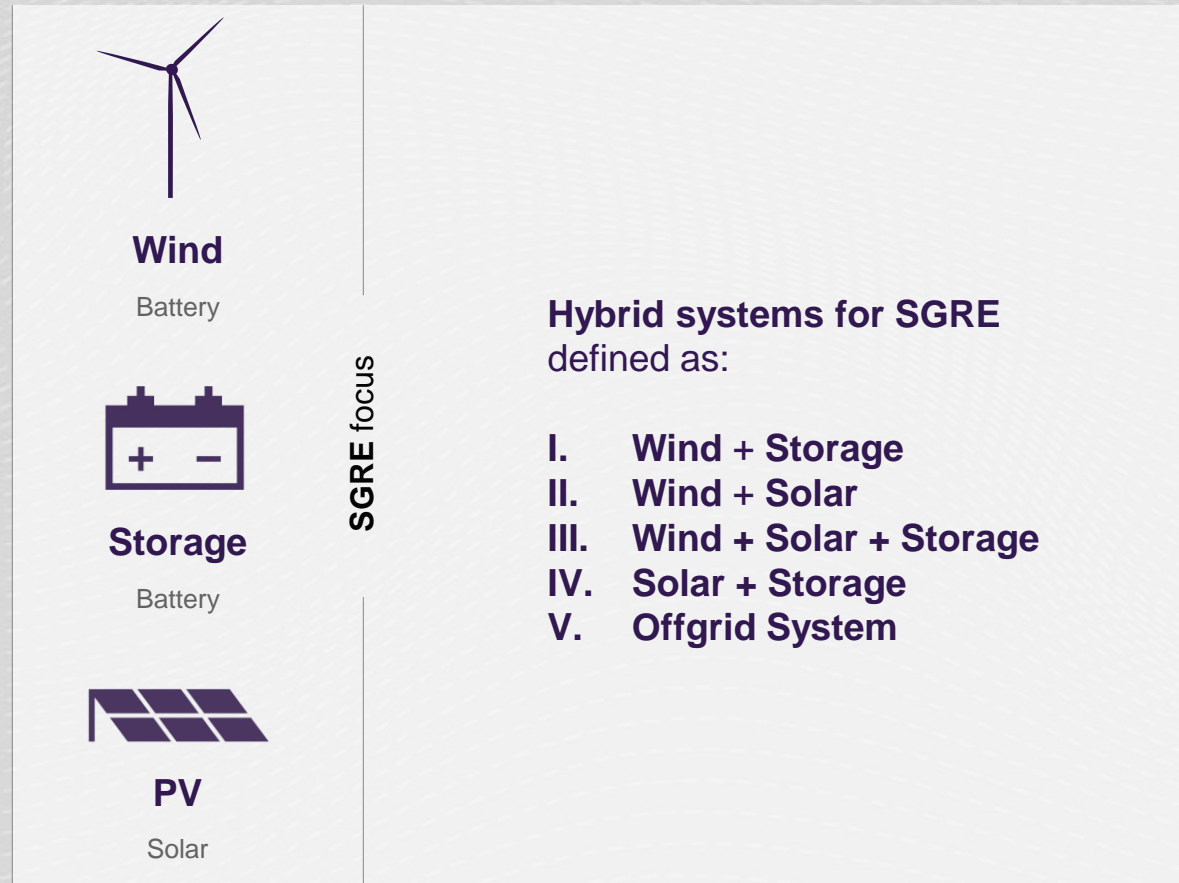 Wind
Battery
+ −
Storage
Battery
PV
Solar
SGRE focus
Hybrid systems for SGRE
defined as:
I. Wind + Storage
II. Wind + Solar
III. Wind + Solar + Storage
IV. Solar + Storage
V. Offgrid System